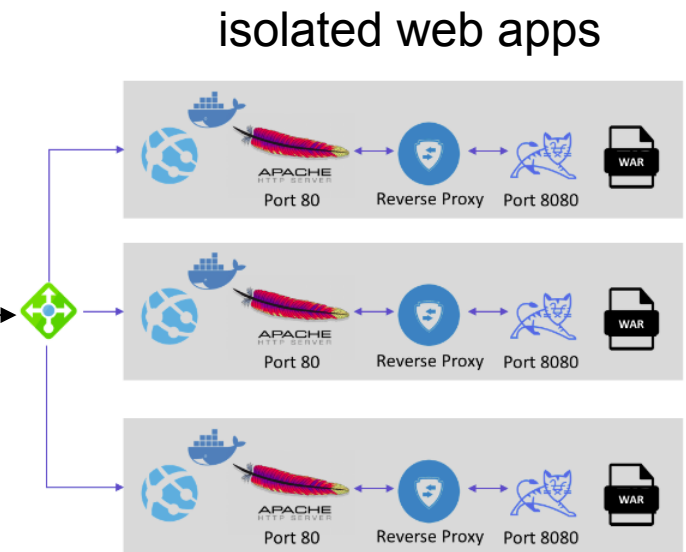 isolated web apps
APACHE
HTTP SERVER
Port 80
Reverse Proxy
Port 8080
WAR
APACHE
HTTP SERVER
Port 80
Reverse Proxy
Port 8080
WAR
APACHE
HTTP SERVER
Port 80
Reverse Proxy
Port 8080
WAR